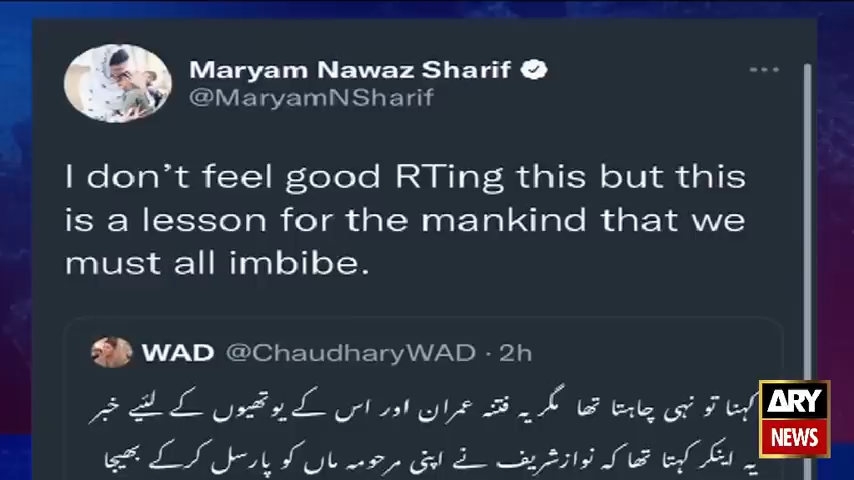 Maryam Nawaz Sharif
@MaryamNSharif
I don't feel good RTing this but this
is a lesson for the mankind that we
must all imbibe.
WAD @ChaudharyWAD · 2h
کہنا تو نہی چاہتا تھا مگر یہ فتنہ عمران اور اس کے یوتھیوں کے لئیے خبر
یہ اینکر کہتا تھا کہ نوازشریف نے اپنی مرحومہ ماں کو پارسل کرکے بھیجا
ARY
NEWS